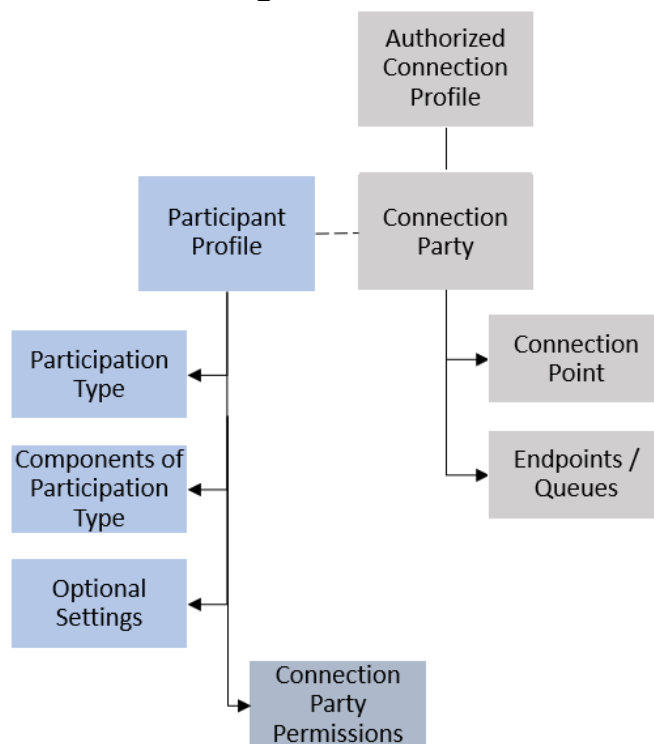 Authorized
Connection
Profile
Participant
Profile
Connection
Party
Participation
Type
Connection
Point
Components of
Participation
Type
Endpoints /
Queues
Optional
Settings
Connection
Party
Permissions